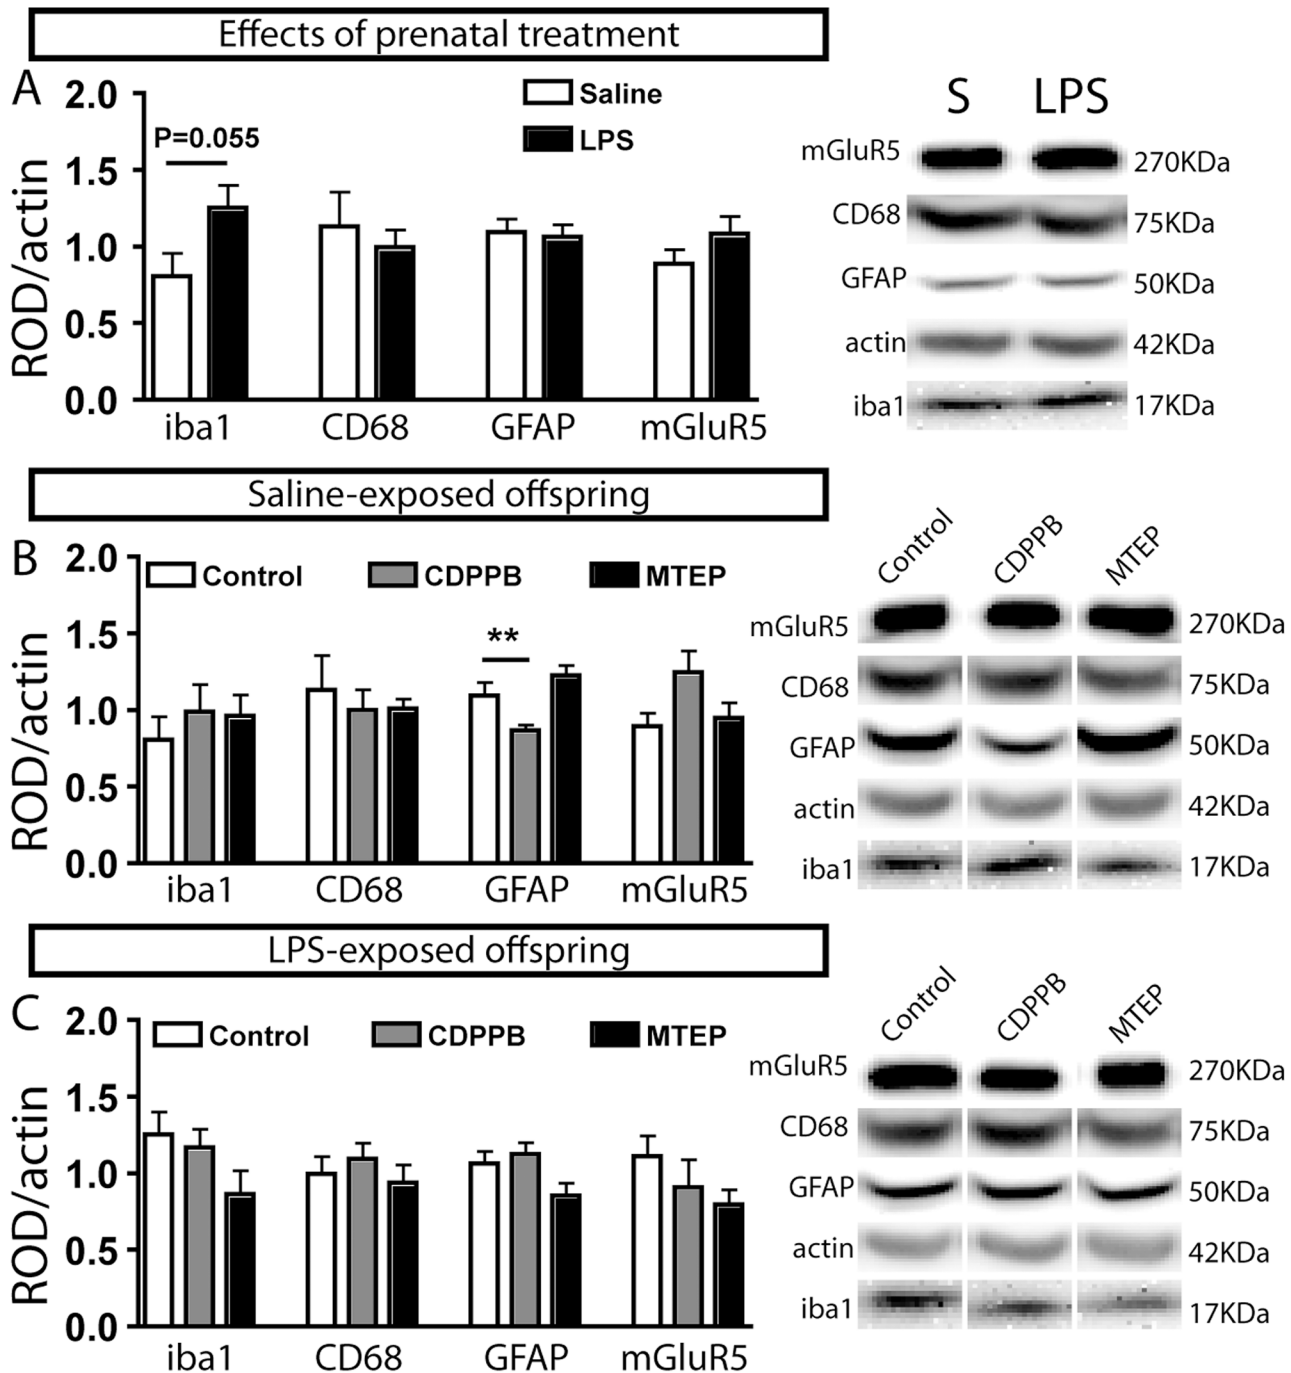 Effects of prenatal treatment
A
ROD/actin
2.0
1.5
1.0
0.5
0.0
P=0.055
Saline
LPS
iba1 CD68 GFAP mGluR5
S LPS
mGluR5 270KDa
CD68 75KDa
GFAP 50KDa
actin 42KDa
iba1 17KDa
Saline-exposed offspring
B
ROD/actin
2.0
1.5
1.0
0.5
0.0
Control CDPPB MTEP
**
iba1 CD68 GFAP mGluR5
Control CDPPB MTEP
mGluR5 270KDa
CD68 75KDa
GFAP 50KDa
actin 42KDa
iba1 17KDa
LPS-exposed offspring
C
ROD/actin
2.0
1.5
1.0
0.5
0.0
Control CDPPB MTEP
iba1 CD68 GFAP mGluR5
Control CDPPB MTEP
mGluR5 270KDa
CD68 75KDa
GFAP 50KDa
actin 42KDa
iba1 17KDa